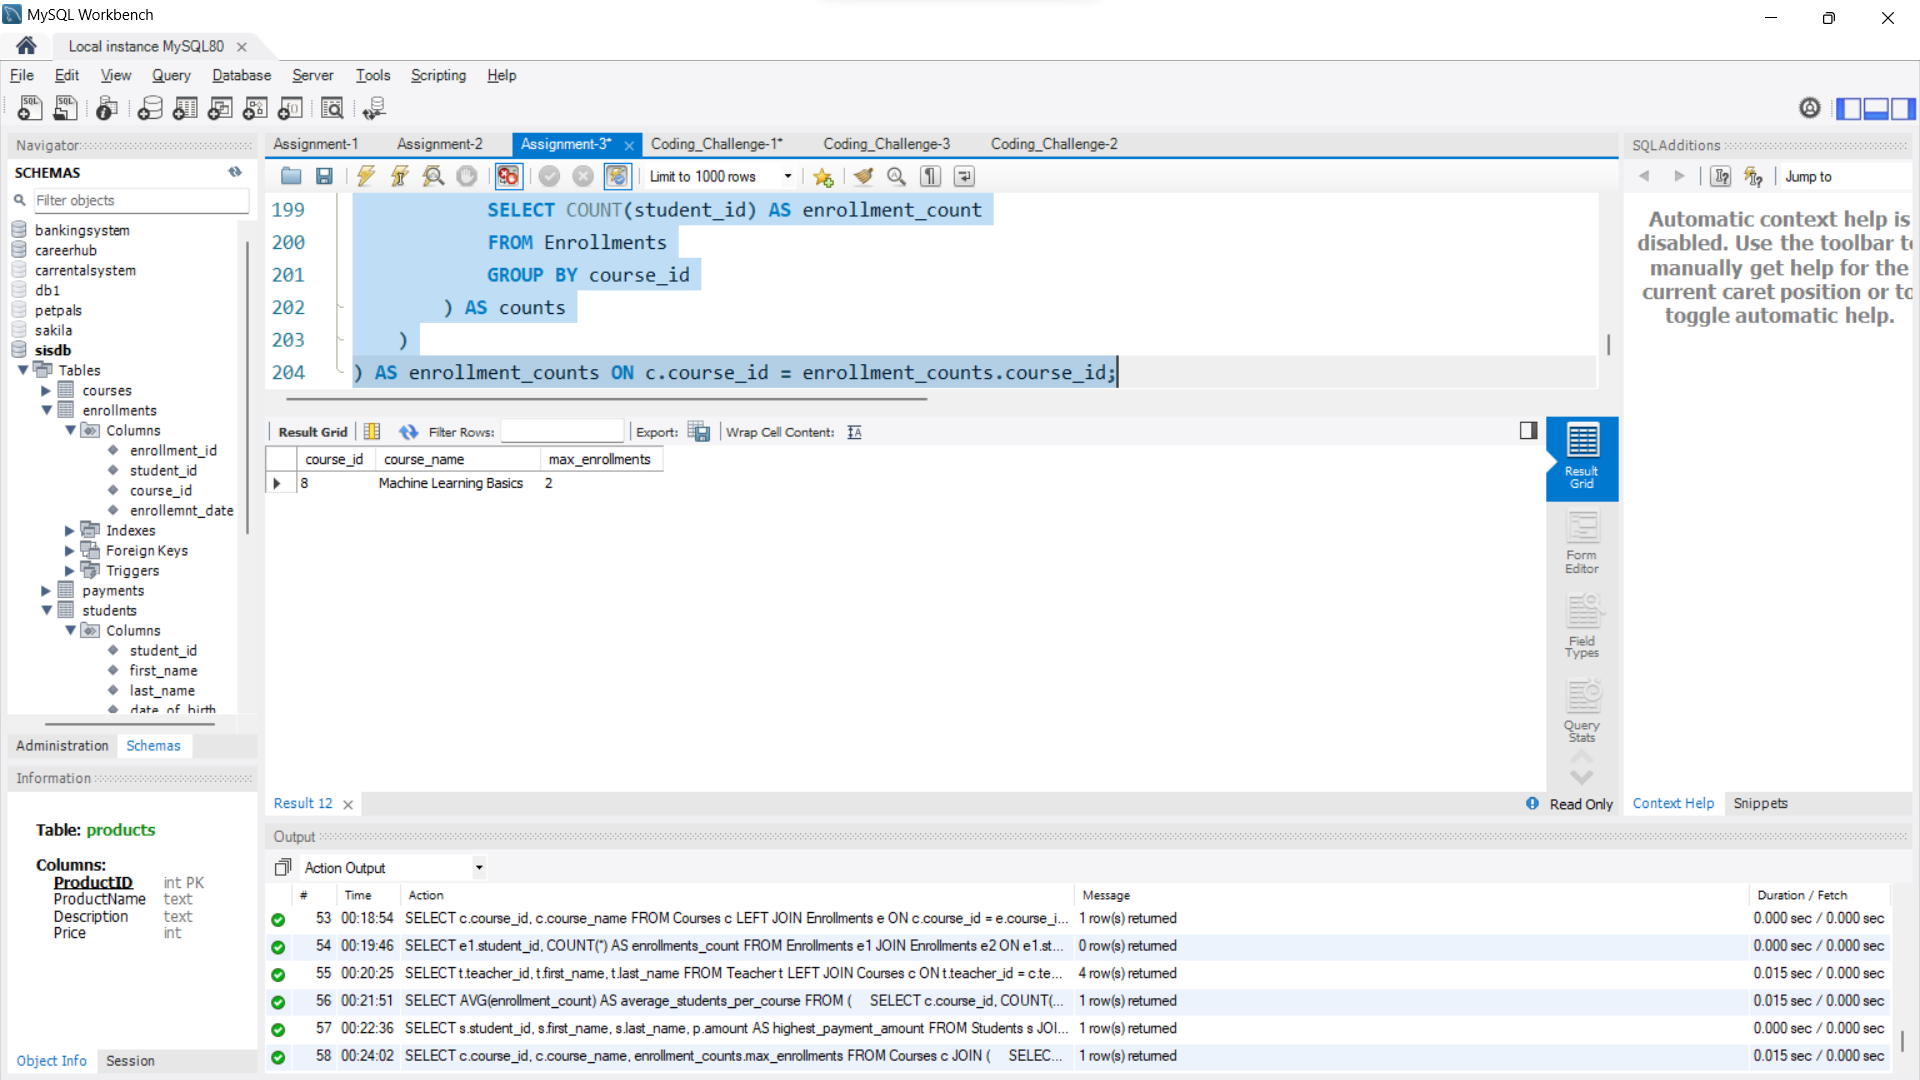 MySQL Workbench
Local instance MySQL80
File Edit View Query Database Server Tools Scripting Help
Navigator
SCHEMAS
Filter objects
bankingsystem
careerhub
carrentalsystem
db1
petpals
sakila
sisdb
Tables
courses
enrollments
Columns
enrollment_id
student_id
course_id
enrollemnt_date
Indexes
Foreign Keys
Triggers
payments
students
Columns
student_id
first_name
last_name
date_of_birth
Administration Schemas
Information
Table: products
Columns:
ProductID int PK
ProductName text
Description text
Price int
Object Info Session
Assignment-1 Assignment-2 Assignment-3* Coding_Challenge-1* Coding_Challenge-3 Coding_Challenge-2
Limit to 1000 rows
199 SELECT COUNT(student_id) AS enrollment_count
200 FROM Enrollments
201 GROUP BY course_id
202 ) AS counts
203 )
204 ) AS enrollment_counts ON c.course_id = enrollment_counts.course_id;
Result Grid Filter Rows: Export: Wrap Cell Content:
course_id course_name max_enrollments
8 Machine Learning Basics 2
Result Grid
Form Editor
Field Types
Query Stats
Result 12
Read Only
SQLAdditions
Jump to
Automatic context help is
disabled. Use the toolbar to
manually get help for the
current caret position or to
toggle automatic help.
Context Help Snippets
Output
Action Output
# Time Action Message Duration / Fetch
53 00:18:54 SELECT c.course_id, c.course_name FROM Courses c LEFT JOIN Enrollments e ON c.course_id = e.course_i... 1 row(s) returned 0.000 sec / 0.000 sec
54 00:19:46 SELECT e1.student_id, COUNT(*) AS enrollments_count FROM Enrollments e1 JOIN Enrollments e2 ON e1.st... 0 row(s) returned 0.000 sec / 0.000 sec
55 00:20:25 SELECT t.teacher_id, t.first_name, t.last_name FROM Teacher t LEFT JOIN Courses c ON t.teacher_id = c.te... 4 row(s) returned 0.015 sec / 0.000 sec
56 00:21:51 SELECT AVG(enrollment_count) AS average_students_per_course FROM ( SELECT c.course_id, COUNT(... 1 row(s) returned 0.015 sec / 0.000 sec
57 00:22:36 SELECT s.student_id, s.first_name, s.last_name, p.amount AS highest_payment_amount FROM Students s JOI... 1 row(s) returned 0.000 sec / 0.000 sec
58 00:24:02 SELECT c.course_id, c.course_name, enrollment_counts.max_enrollments FROM Courses c JOIN ( SELEC... 1 row(s) returned 0.015 sec / 0.000 sec